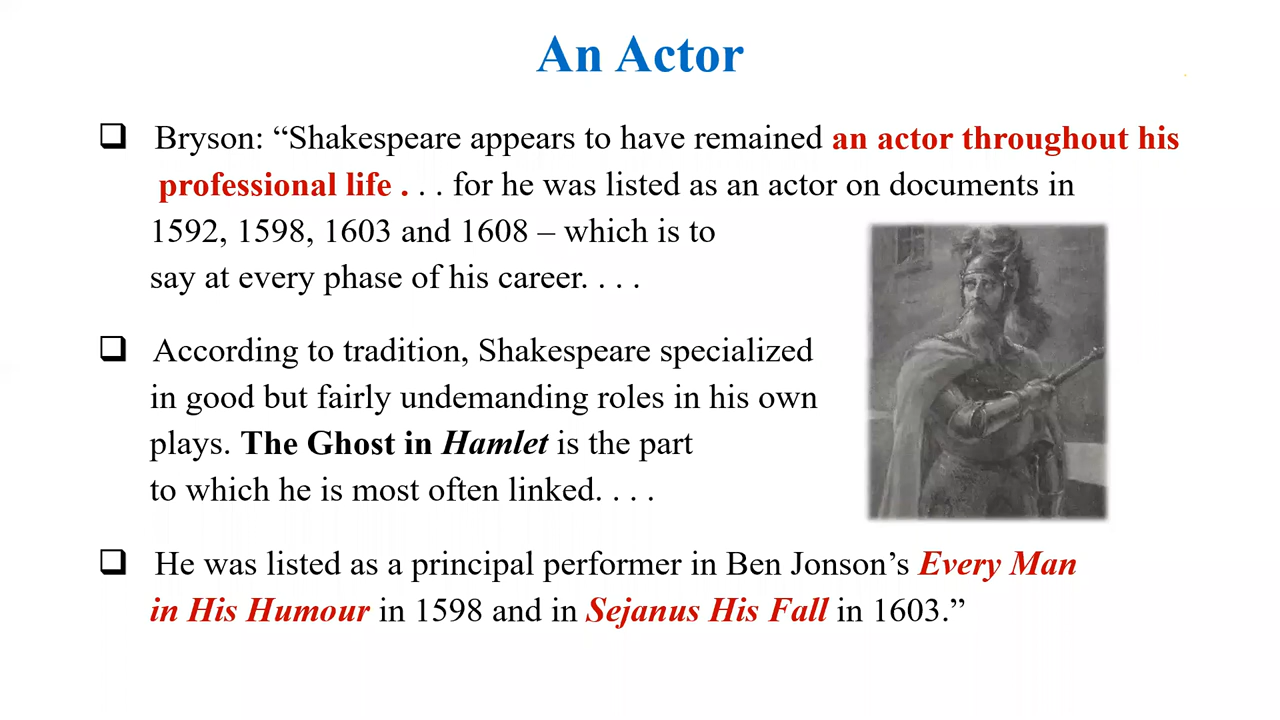 An Actor
❑ Bryson: “Shakespeare appears to have remained an actor throughout his
professional life . . . for he was listed as an actor on documents in
1592, 1598, 1603 and 1608 – which is to
say at every phase of his career. . . .
❑ According to tradition, Shakespeare specialized
in good but fairly undemanding roles in his own
plays. The Ghost in Hamlet is the part
to which he is most often linked. . . .
❑ He was listed as a principal performer in Ben Jonson’s Every Man
in His Humour in 1598 and in Sejanus His Fall in 1603.”